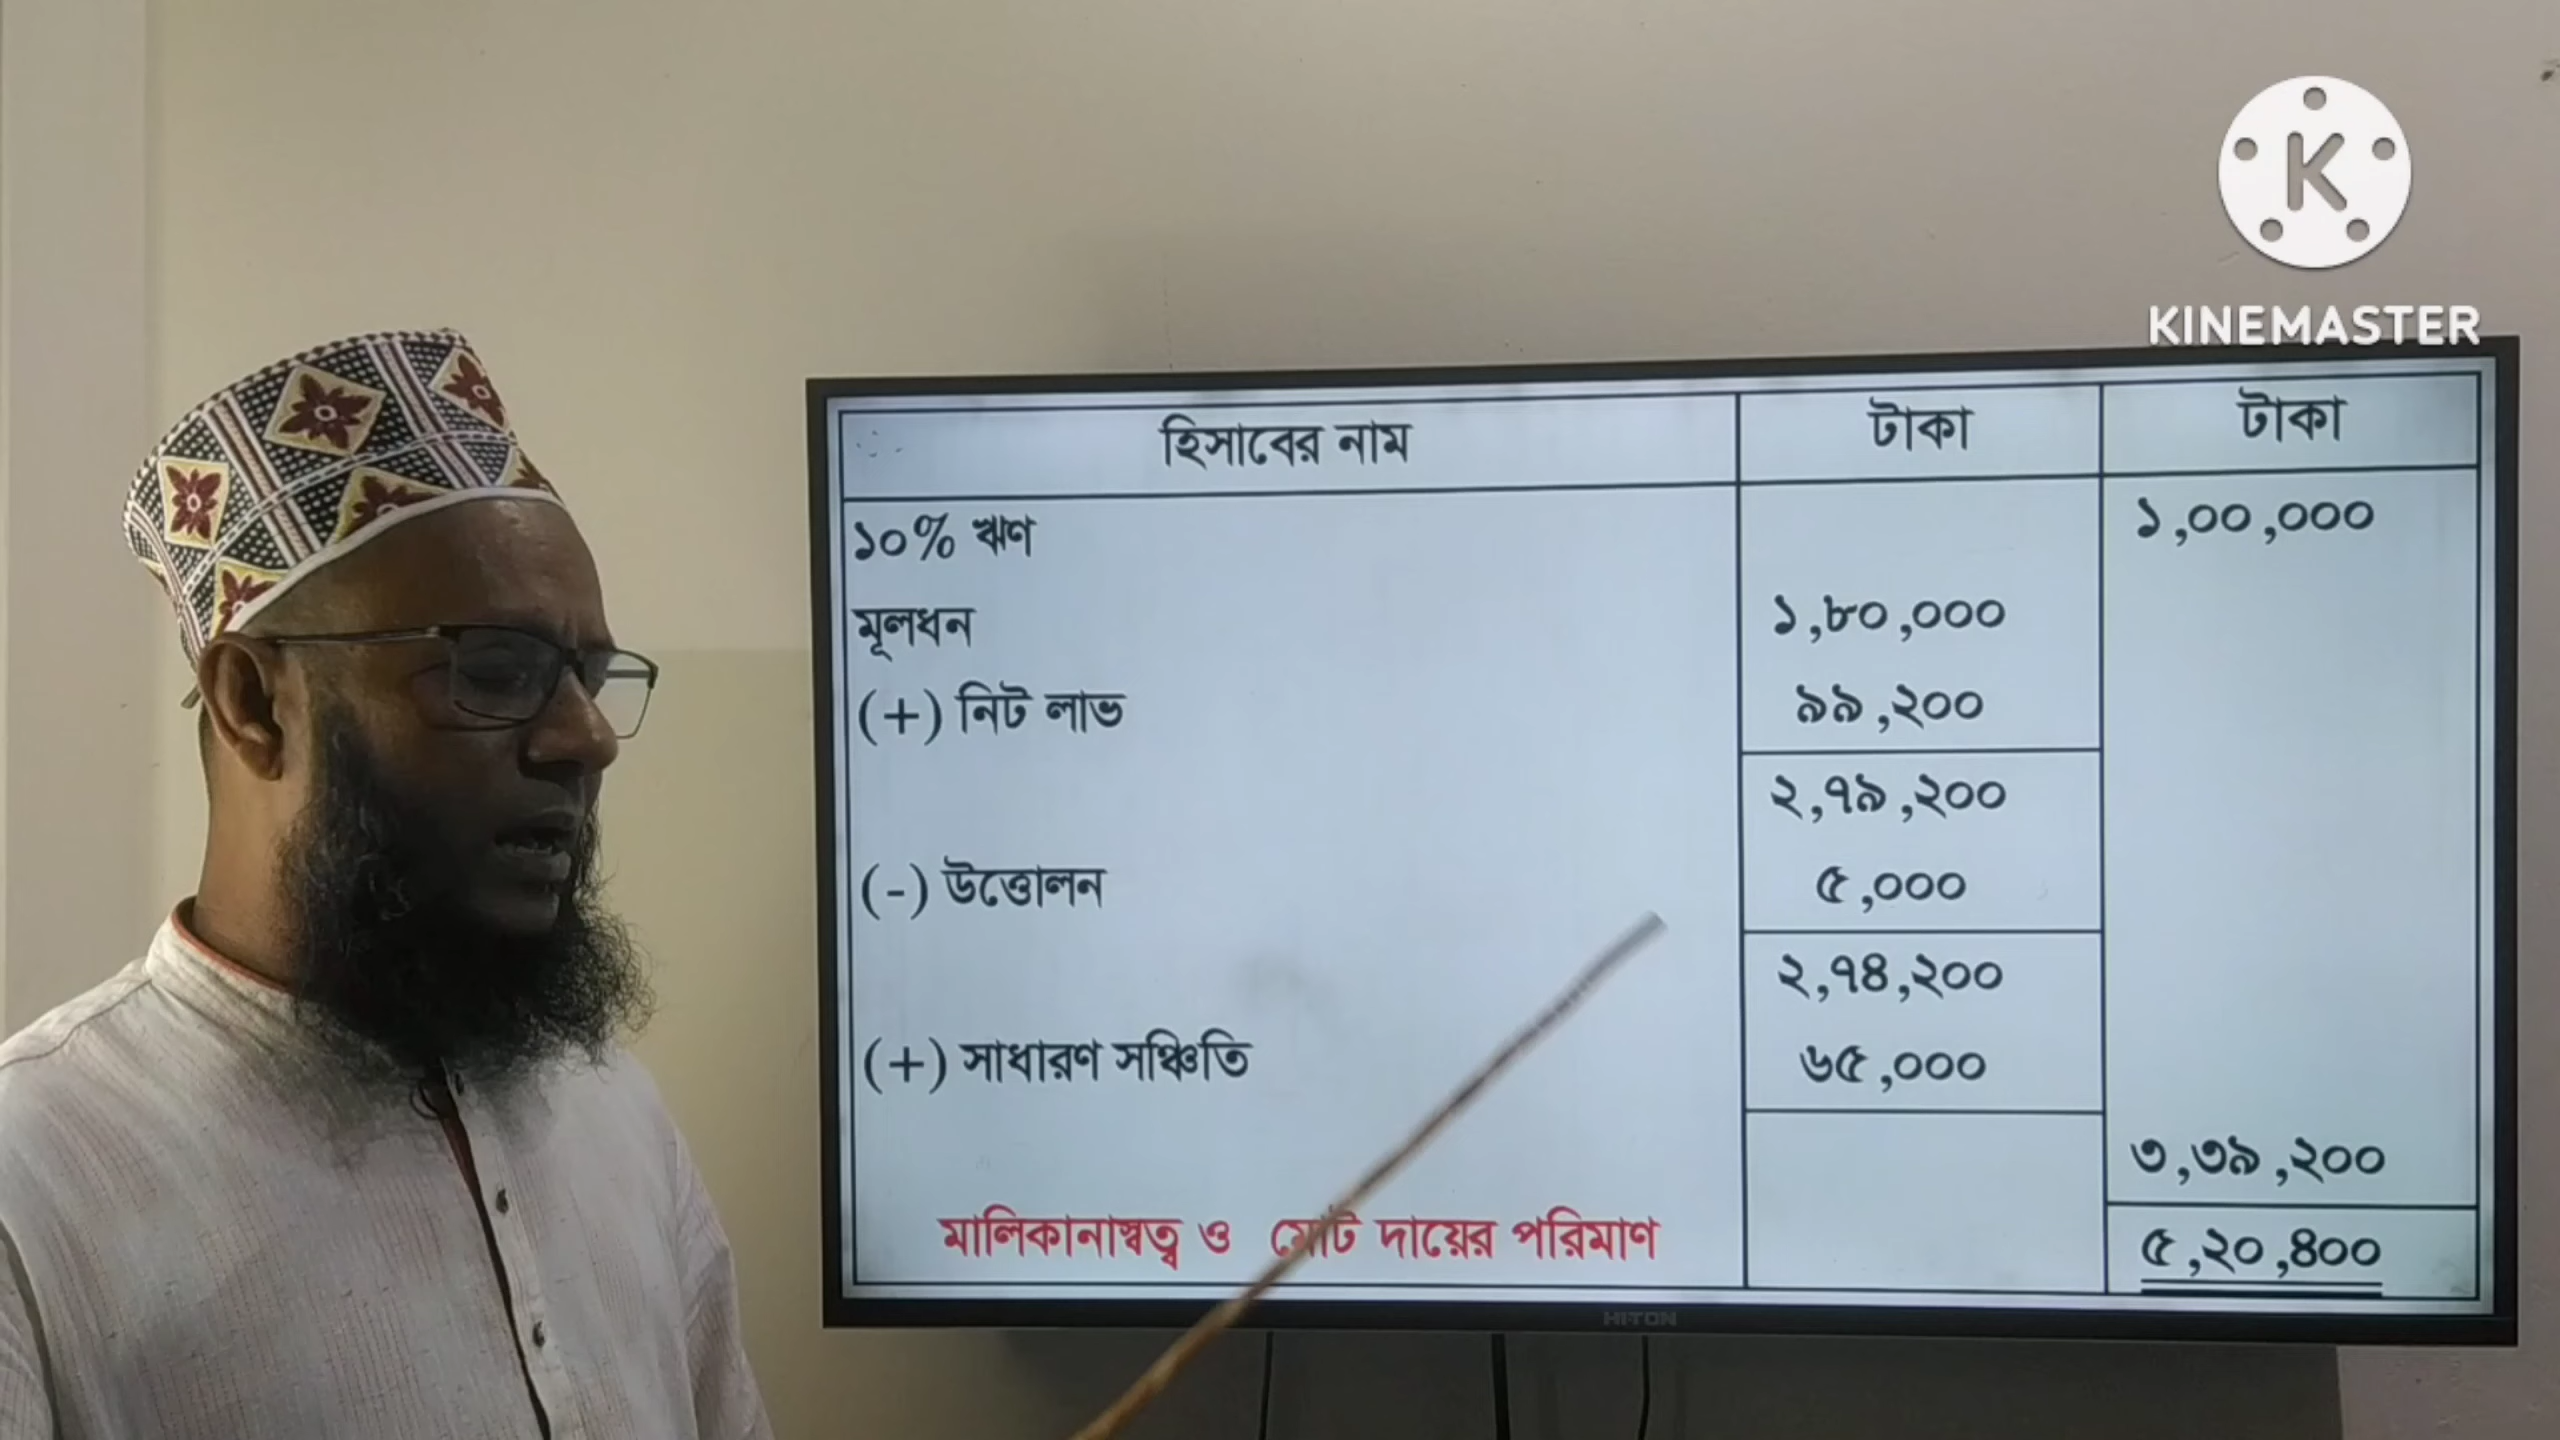 K
KINEMASTER
হিসাবের নাম টাকা টাকা
১০% ঋণ ১,০০,০০০
মূলধন ১,৮০,০০০
(+) নিট লাভ ৯৯,২০০
২,৭৯,২০০
(-) উত্তোলন ৫,০০০
২,৭৪,২০০
(+) সাধারণ সঞ্চিতি ৬৫,০০০
৩,৩৯,২০০
মালিকানাস্বত্ব ও মোট দায়ের পরিমাণ ৫,২০,৪০০
HITON